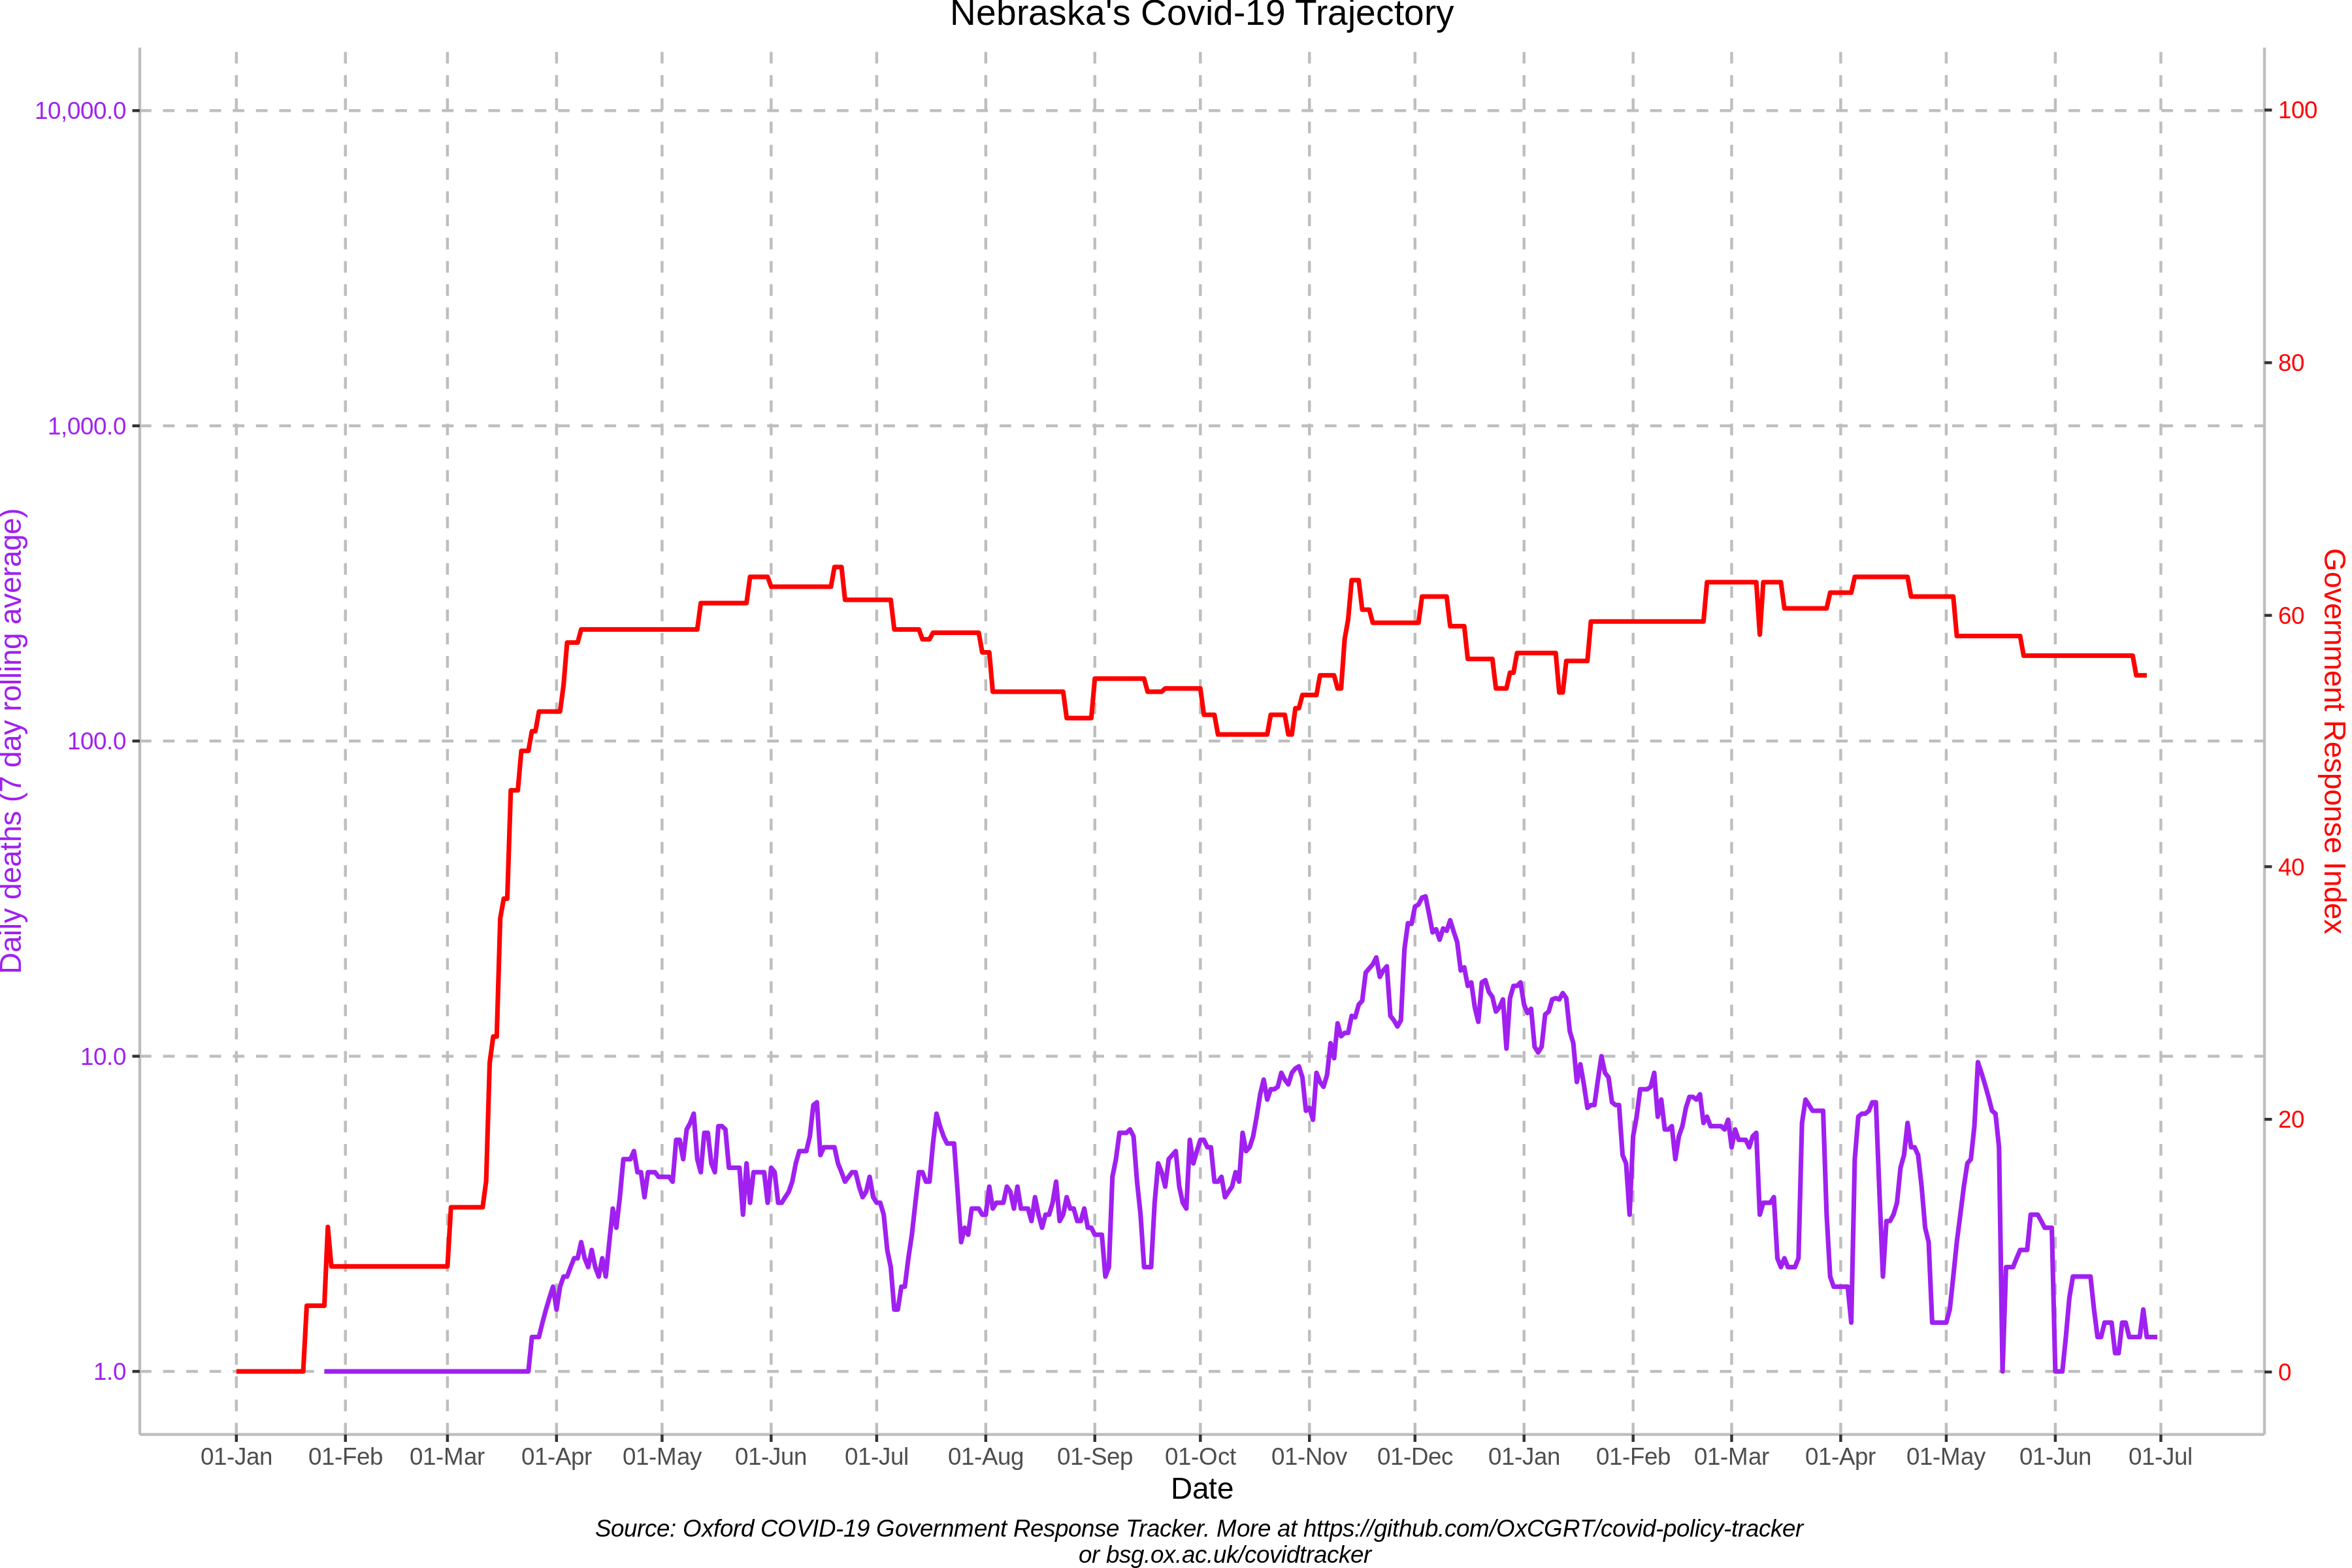 Nebraska's Covid-19 Trajectory
10,000.0
1,000.0
100.0
10.0
1.0
Daily deaths (7 day rolling average)
100
80
60
40
20
0
Government Response Index
01-Jan 01-Feb 01-Mar 01-Apr 01-May 01-Jun 01-Jul 01-Aug 01-Sep 01-Oct 01-Nov 01-Dec 01-Jan 01-Feb 01-Mar 01-Apr 01-May 01-Jun 01-Jul
Date
Source: Oxford COVID-19 Government Response Tracker. More at https://github.com/OxCGRT/covid-policy-tracker
or bsg.ox.ac.uk/covidtracker